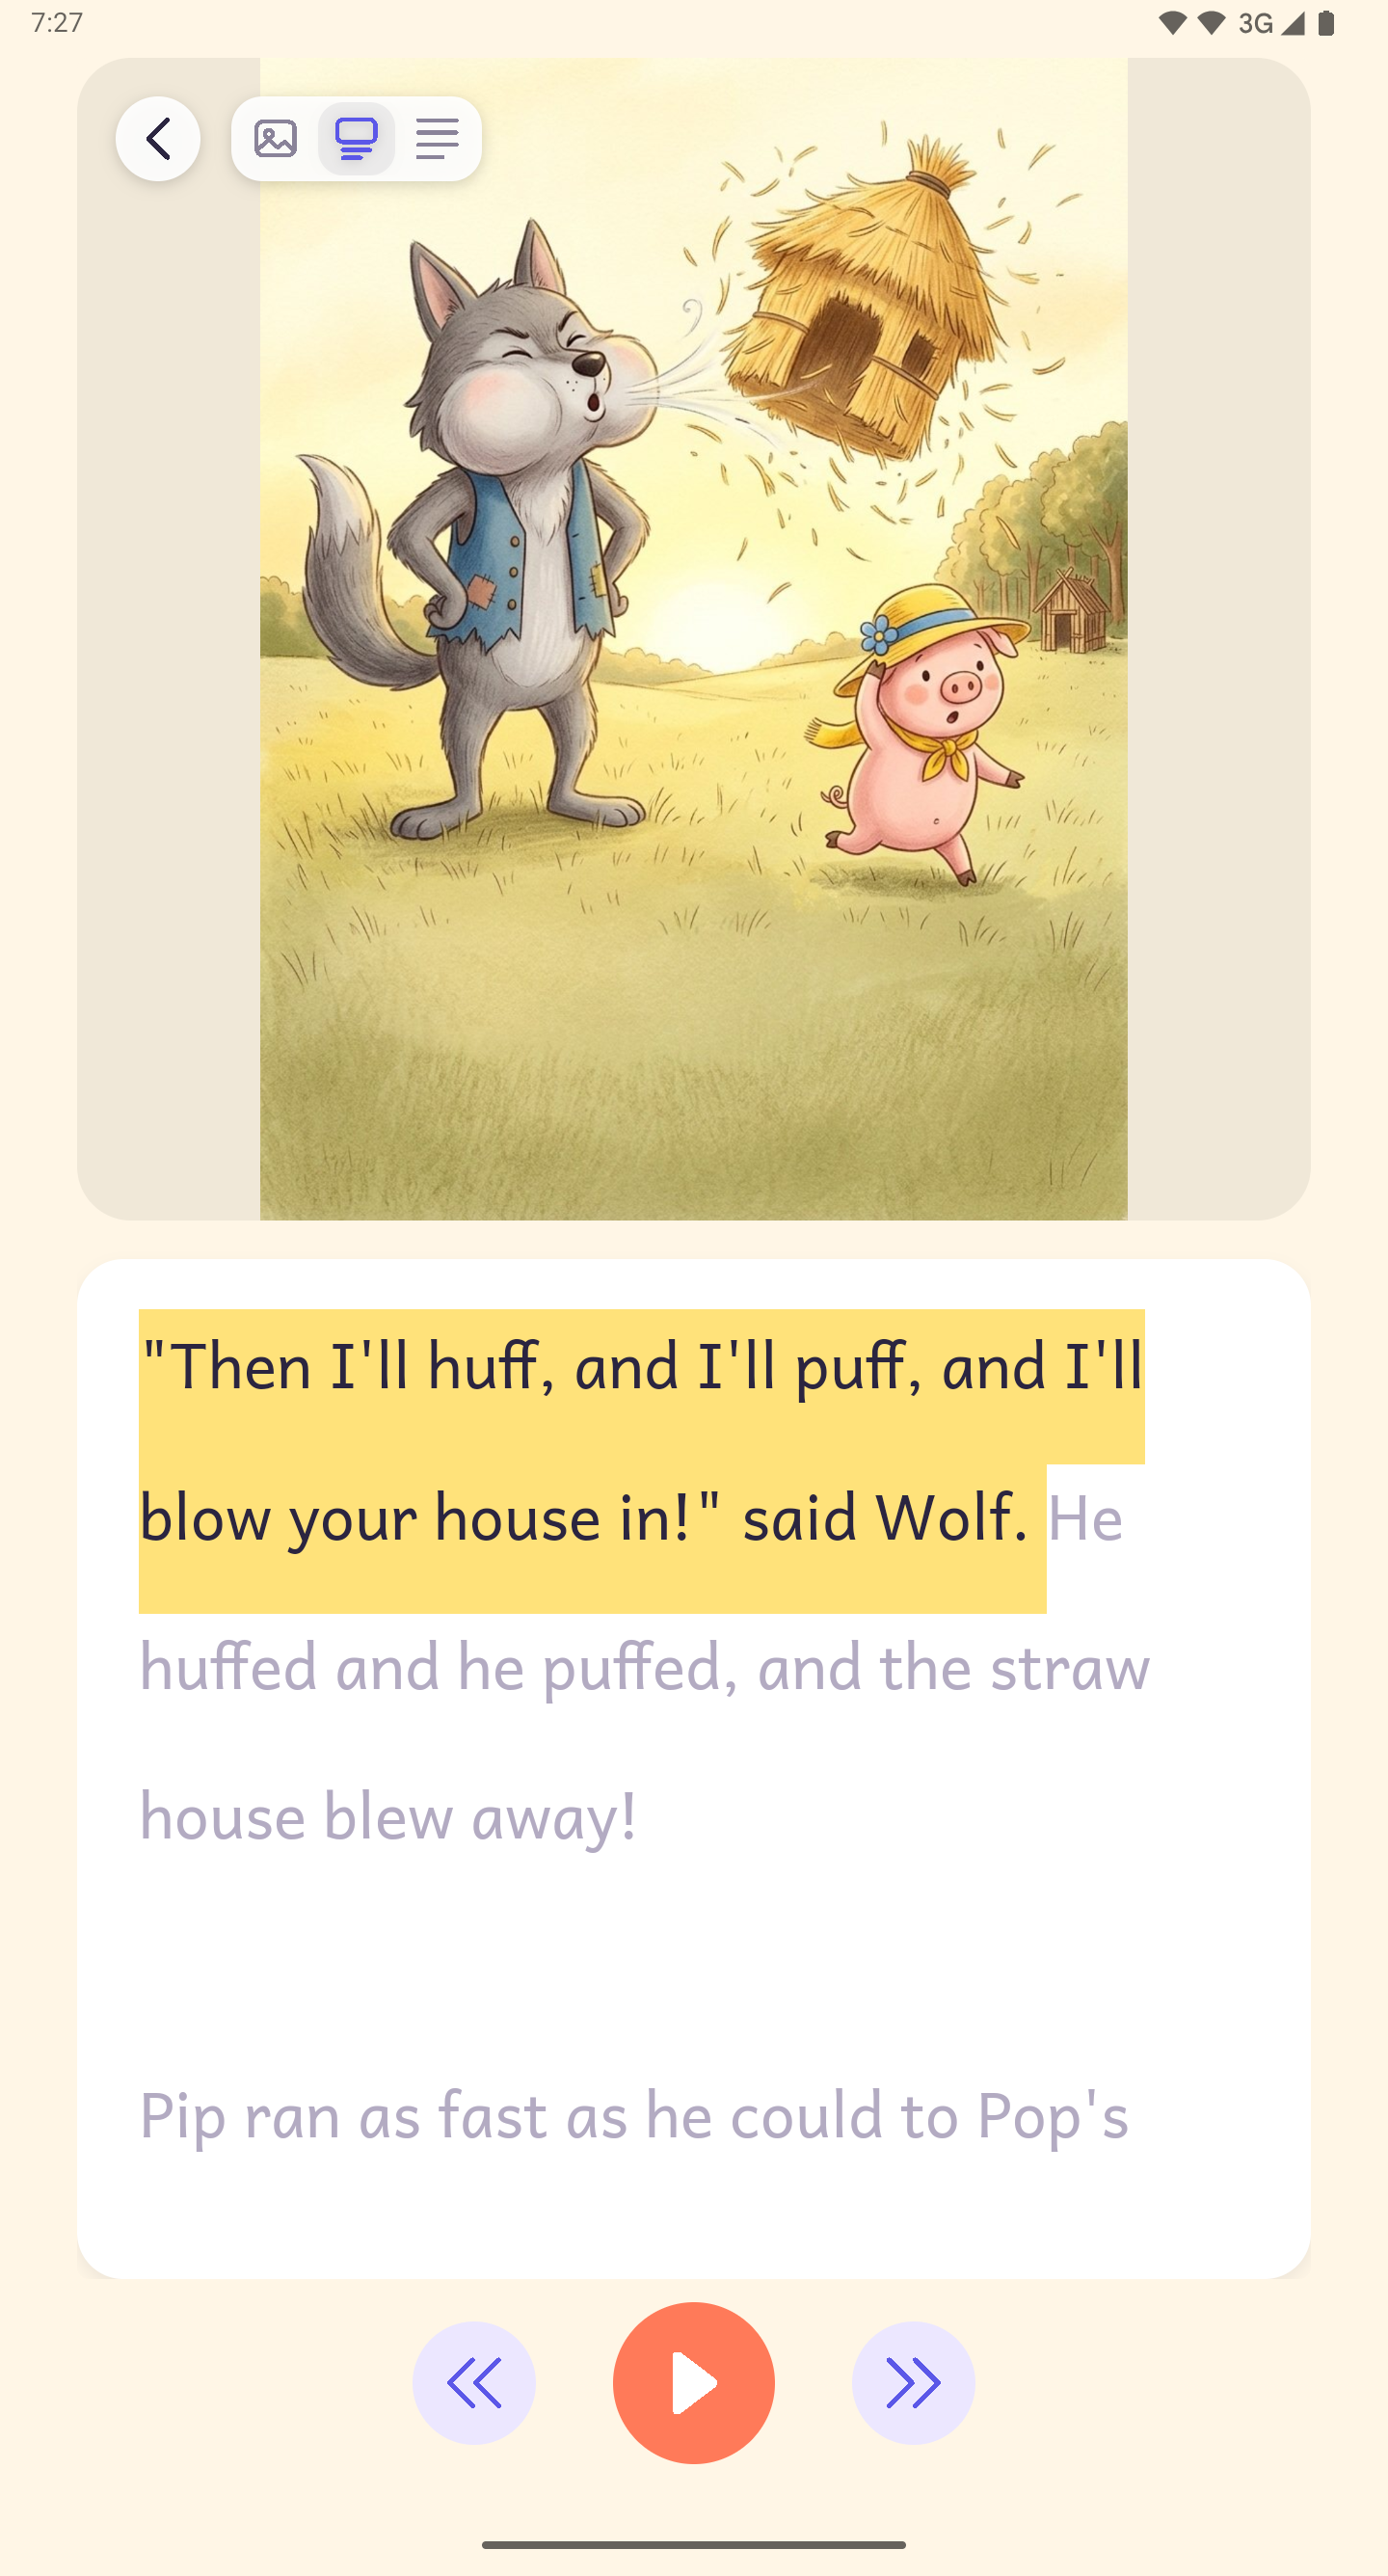 7:27
3G
"Then I'll huff, and I'll puff, and I'll
blow your house in!" said Wolf. He
huffed and he puffed, and the straw
house blew away!
Pip ran as fast as he could to Pop's